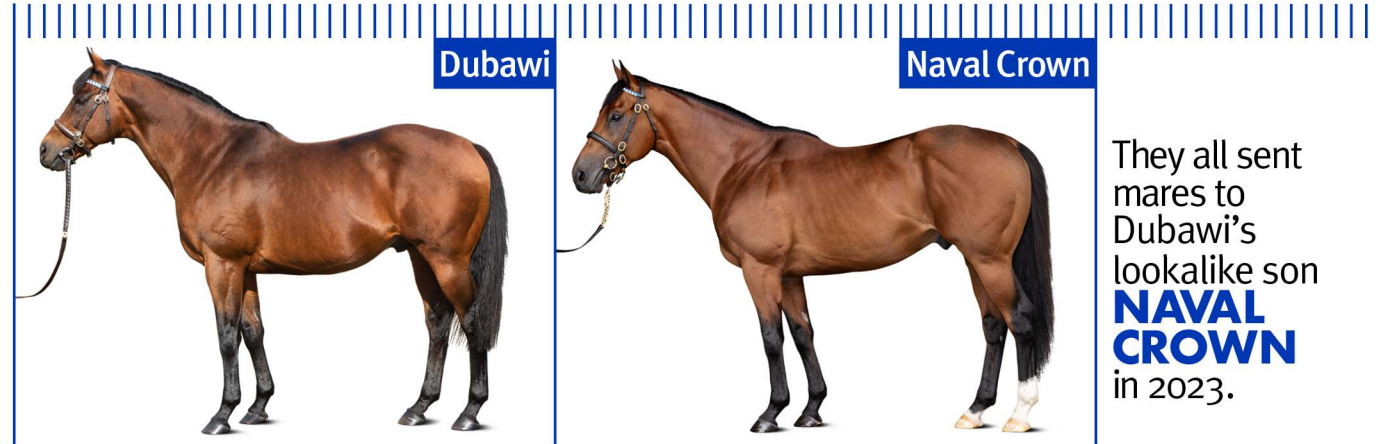 Dubawi
Naval Crown
They all sent
mares to
Dubawi’s
lookalike son
NAVAL
CROWN
in 2023.